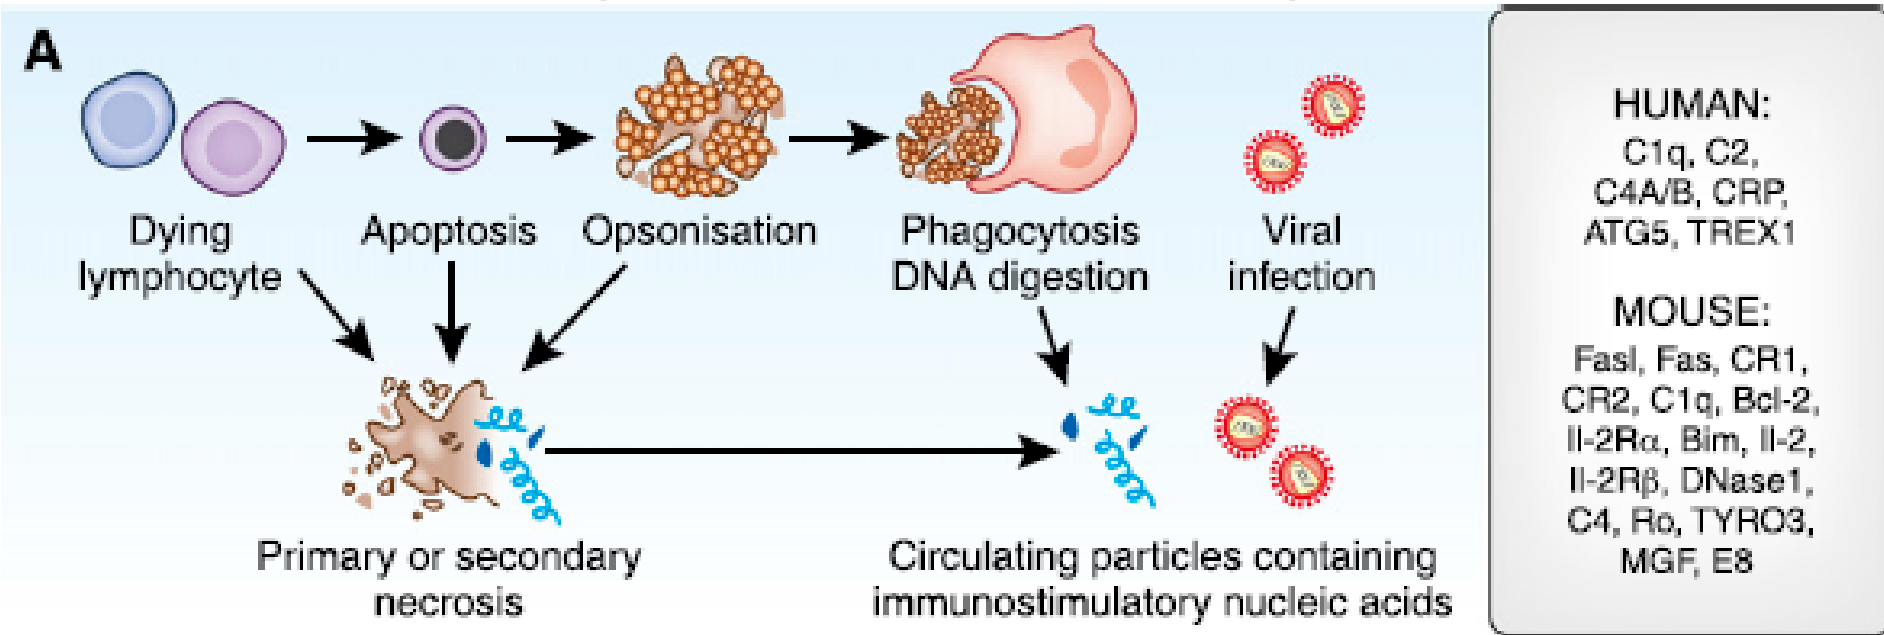 A
Dying
lymphocyte
Apoptosis
Opsonisation
Phagocytosis
DNA digestion
Viral
infection
Primary or secondary
necrosis
Circulating particles containing
immunostimulatory nucleic acids
HUMAN:
C1q, C2,
C4A/B, CRP,
ATG5, TREX1
MOUSE:
Fasl, Fas, CR1,
CR2, C1q, Bcl-2,
Il-2Rα, Bim, Il-2,
Il-2Rβ, DNase1,
C4, Ro, TYRO3,
MGF, E8